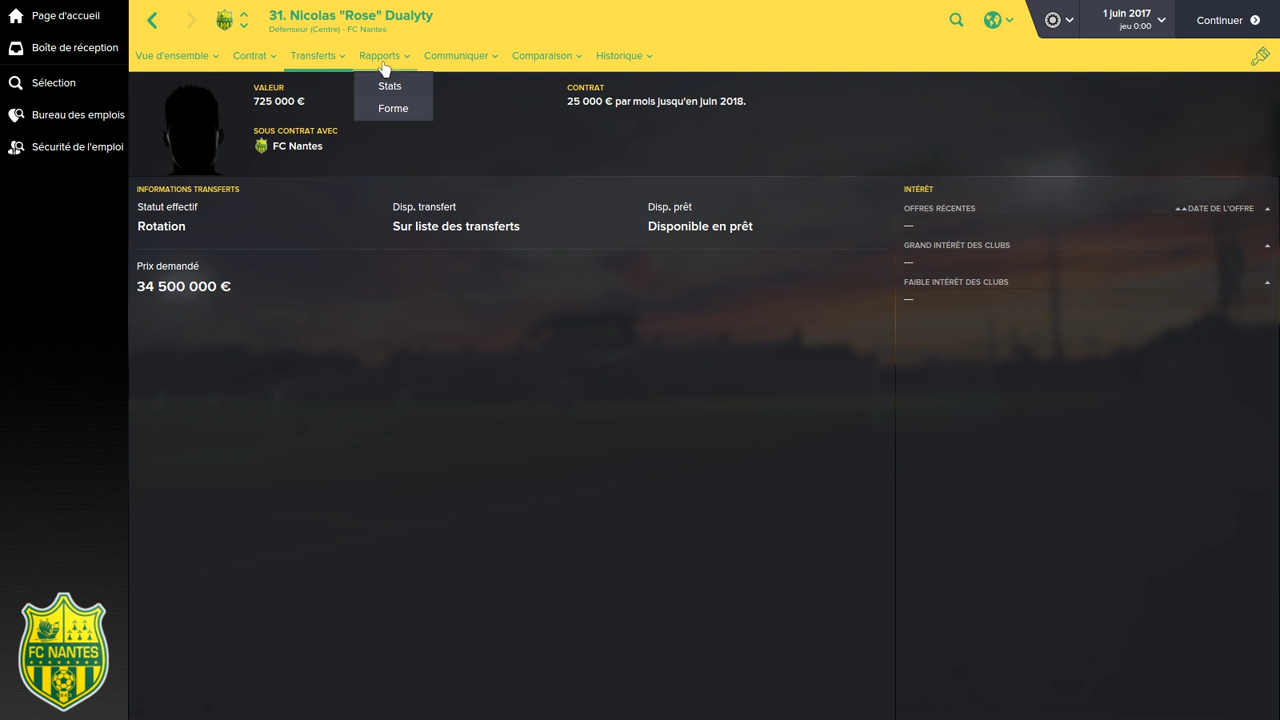 Page d'accueil
Boîte de réception
Sélection
Bureau des emplois
Sécurité de l'emploi
31. Nicolas "Rose" Dualyty
Défenseur (Centre) - FC Nantes
1 juin 2017
jeu 0:00
Continuer
Vue d'ensemble
Contrat
Transferts
Rapports
Communiquer
Comparaison
Historique
Stats
Forme
VALEUR
725 000 €
SOUS CONTRAT AVEC
FC Nantes
CONTRAT
25 000 € par mois jusqu'en juin 2018.
INFORMATIONS TRANSFERTS
Statut effectif
Rotation
Disp. transfert
Sur liste des transferts
Disp. prêt
Disponible en prêt
Prix demandé
34 500 000 €
INTÉRÊT
OFFRES RÉCENTES
DATE DE L'OFFRE
---
GRAND INTÉRÊT DES CLUBS
---
FAIBLE INTÉRÊT DES CLUBS
---
FC NANTES